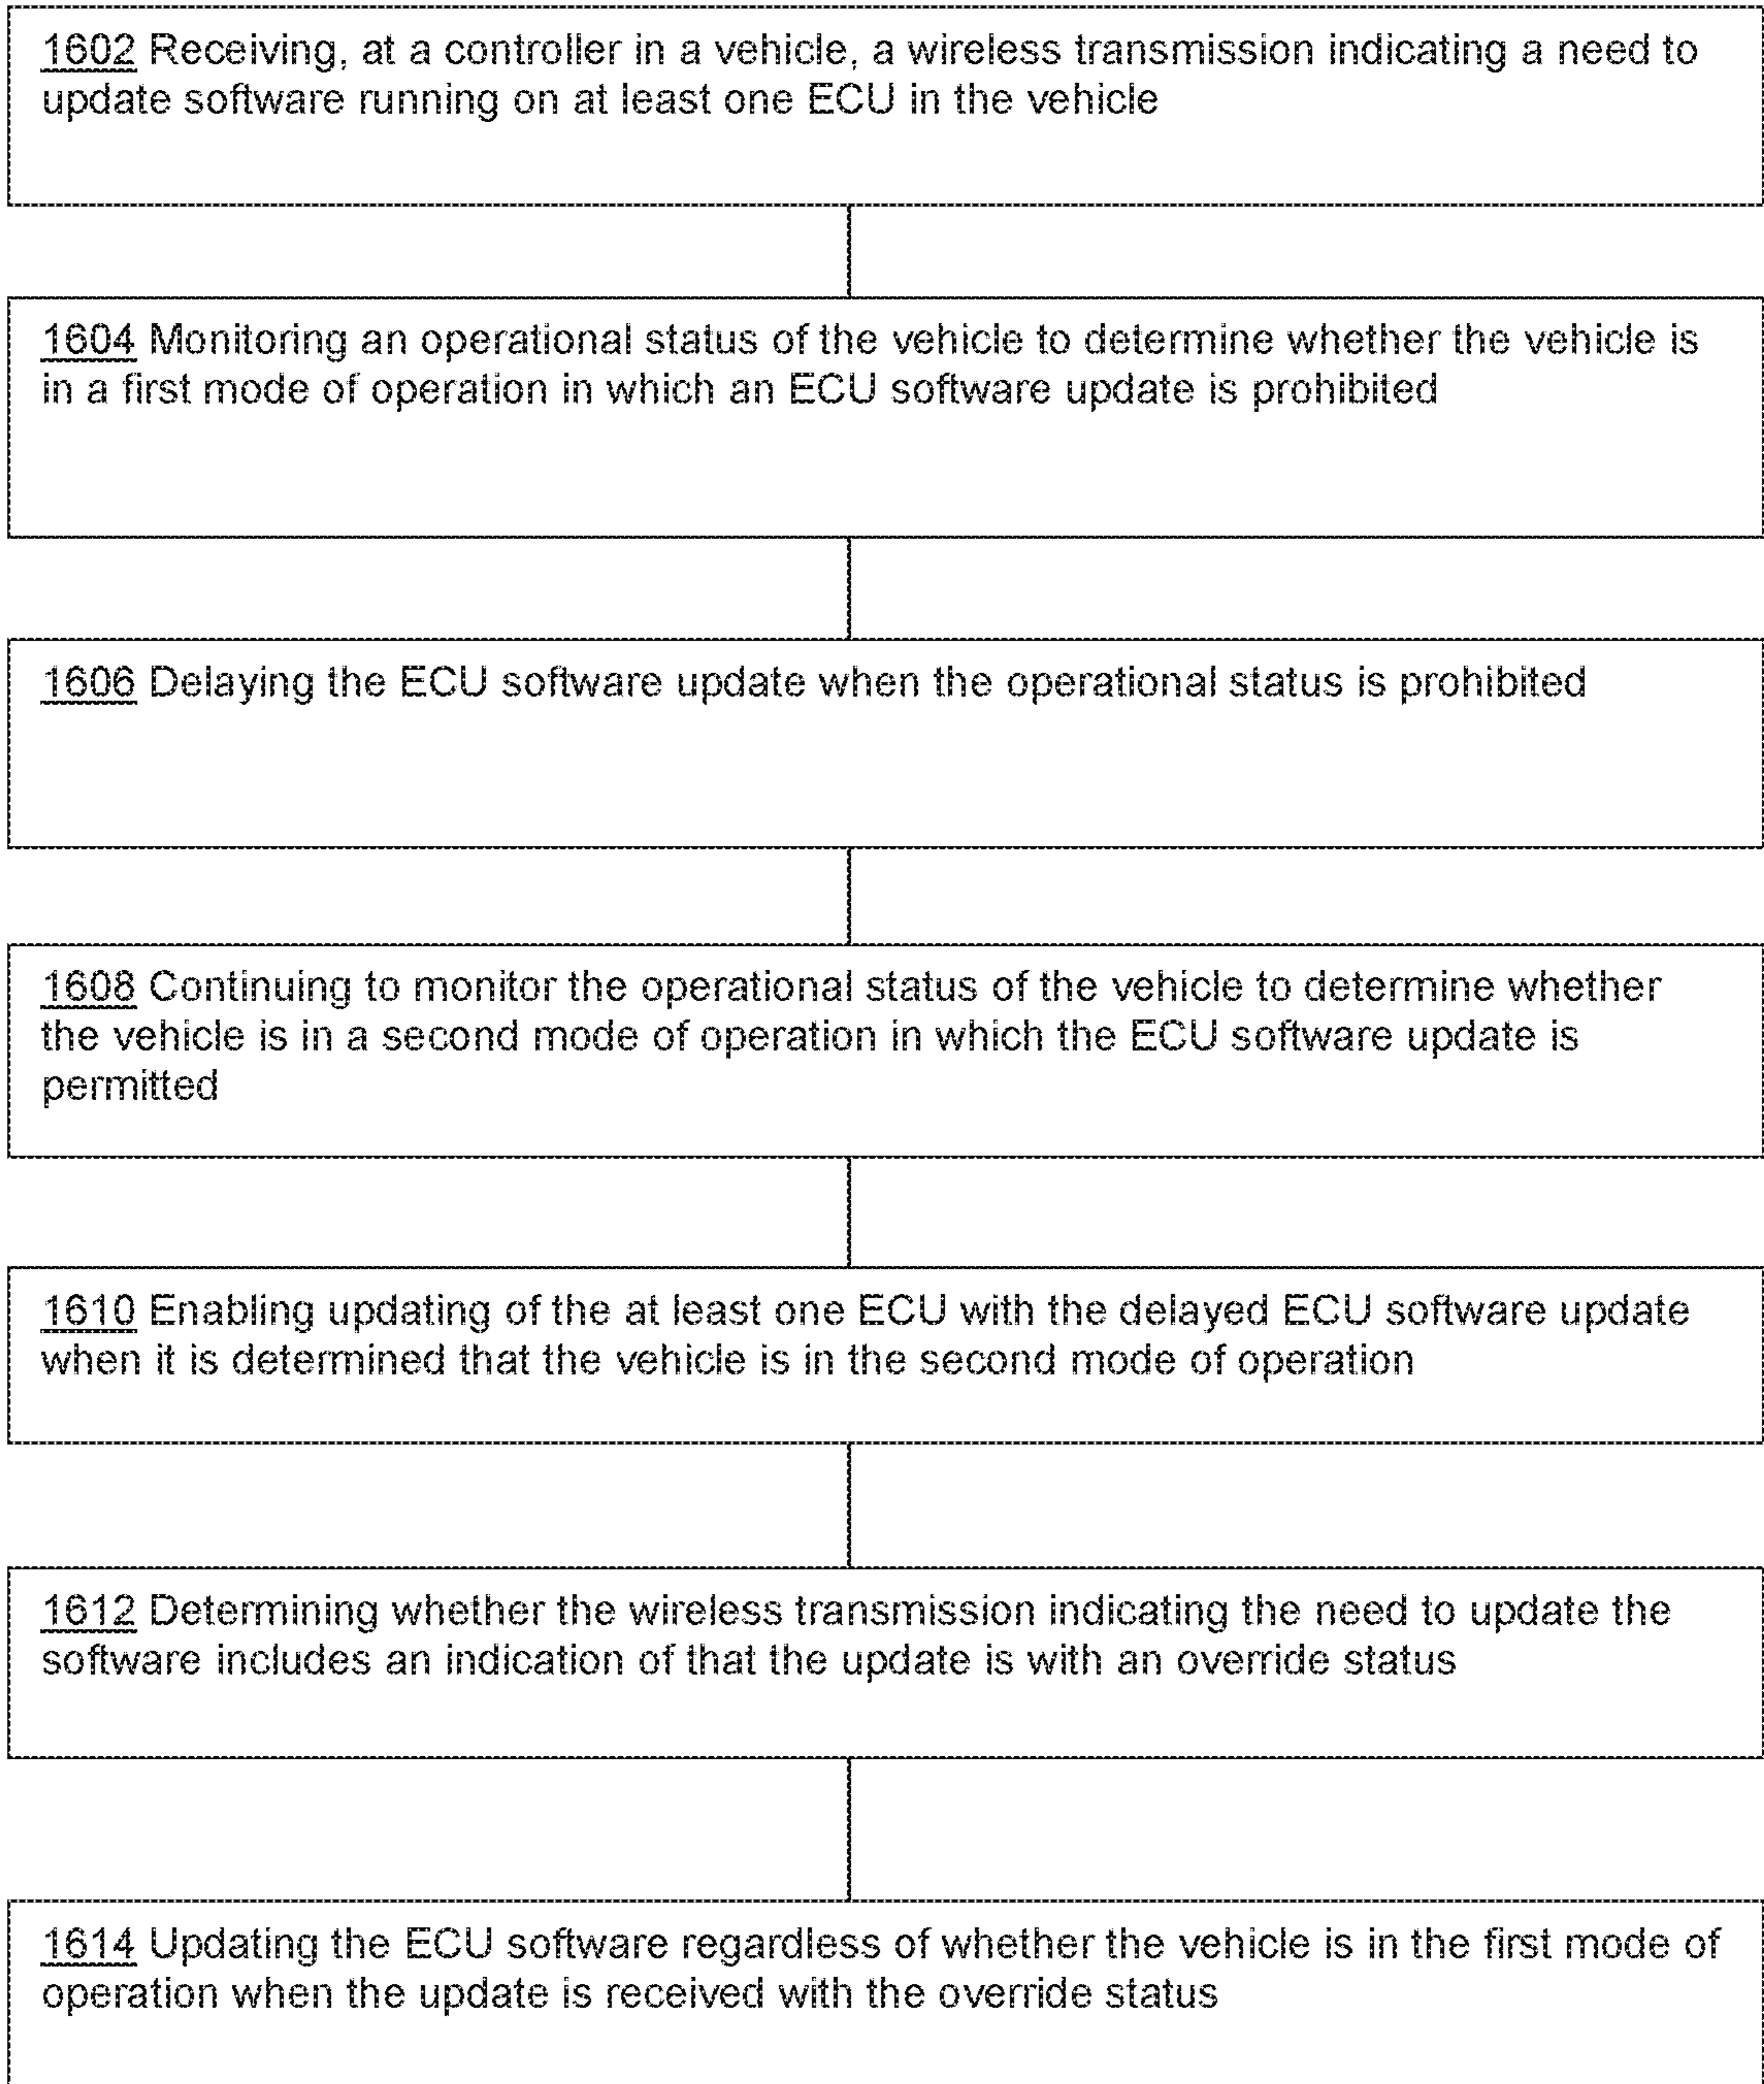 1602 Receiving, at a controller in a vehicle, a wireless transmission indicating a need to
update software running on at least one ECU in the vehicle
1604 Monitoring an operational status of the vehicle to determine whether the vehicle is
in a first mode of operation in which an ECU software update is prohibited
1606 Delaying the ECU software update when the operational status is prohibited
1608 Continuing to monitor the operational status of the vehicle to determine whether
the vehicle is in a second mode of operation in which the ECU software update is
permitted
1610 Enabling updating of the at least one ECU with the delayed ECU software update
when it is determined that the vehicle is in the second mode of operation
1612 Determining whether the wireless transmission indicating the need to update the
software includes an indication of that the update is with an override status
1614 Updating the ECU software regardless of whether the vehicle is in the first mode of
operation when the update is received with the override status